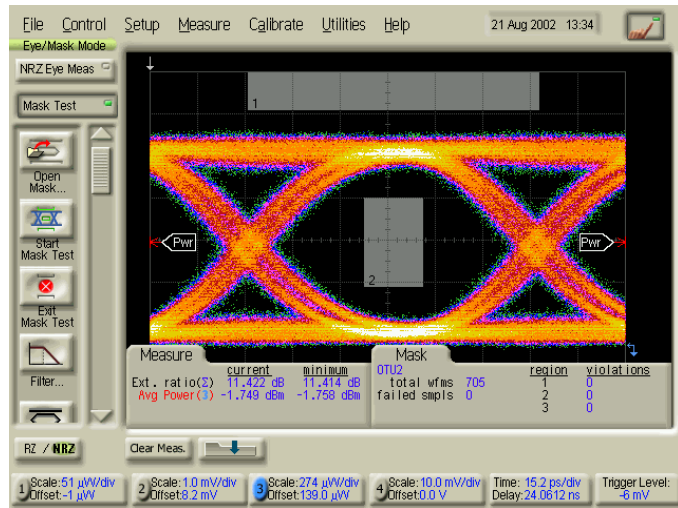 File Control Setup Measure Calibrate Utilities Help 21 Aug 2002 13:34
Eye/Mask Mode
NRZ Eye Meas
Mask Test
Open
Mask...
Start
Mask Test
Exit
Mask Test
Filter...
1
2
Pwr
Pwr
Measure
current minimum
Ext. ratio(Σ) 11.422 dB 11.414 dB
Avg Power(3) -1.749 dBm -1.758 dBm
Mask
OTU2 region violations
total wfms 705 1 0
failed smpls 0 2 0
3 0
RZ / NRZ
Clear Meas.
1 Scale:51 µW/div
Offset:-1 µW
2 Scale:1.0 mV/div
Offset:8.2 mV
3 Scale:274 µW/div
Offset:139.0 µW
4 Scale:10.0 mV/div
Offset:0.0 V
Time: 15.2 ps/div
Delay:24.0612 ns
Trigger Level:
-6 mV